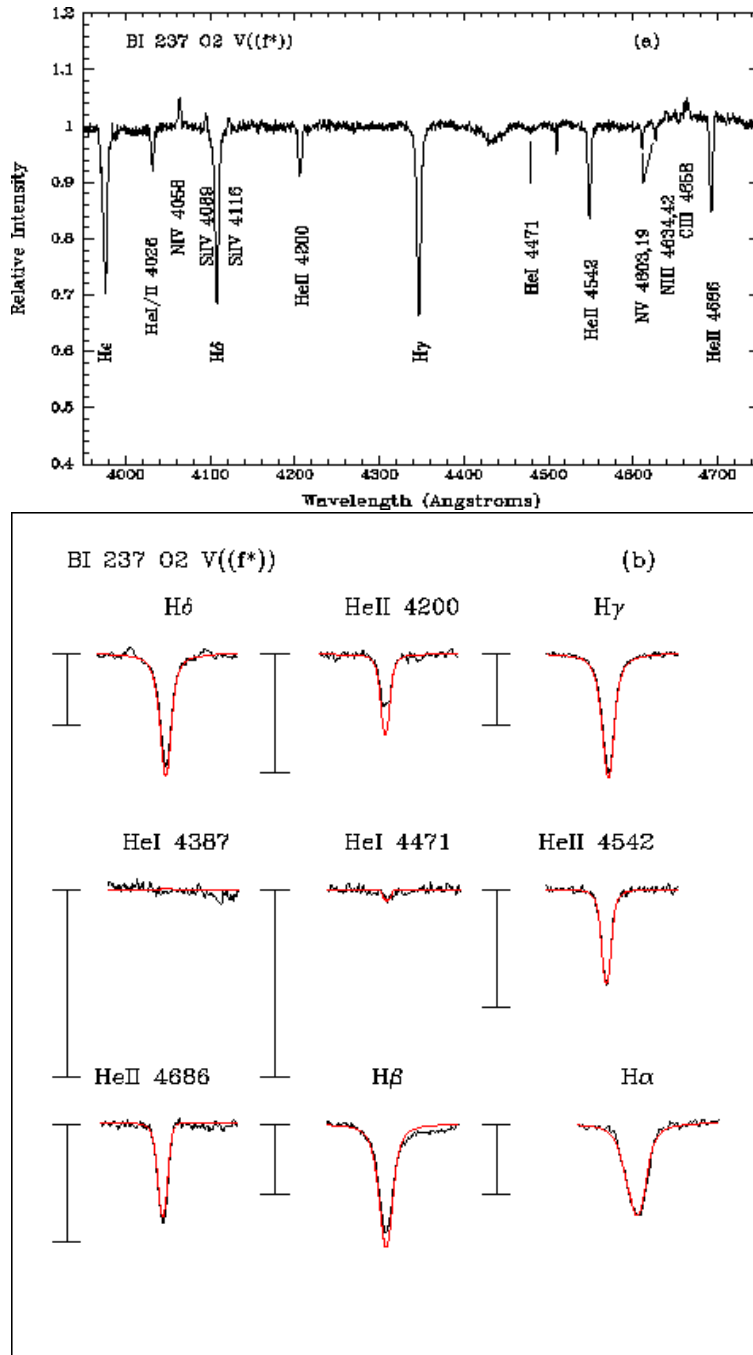 1.2
BI 237 O2 V((f*)) (a)
1.1
1
0.9
0.8
0.7
0.6
0.5
0.4
Relative Intensity
Hε
HeI/II 4026
NIV 4058
SiIV 4089
SiIV 4116
Hδ
HeII 4200
Hγ
HeI 4471
HeII 4542
NV 4603,19
NIII 4634,42
CIII 4658
HeII 4686
4000 4100 4200 4300 4400 4500 4600 4700
Wavelength (Angstroms)
BI 237 O2 V((f*)) (b)
Hδ HeII 4200 Hγ
HeI 4387 HeI 4471 HeII 4542
HeII 4686 Hβ Hα